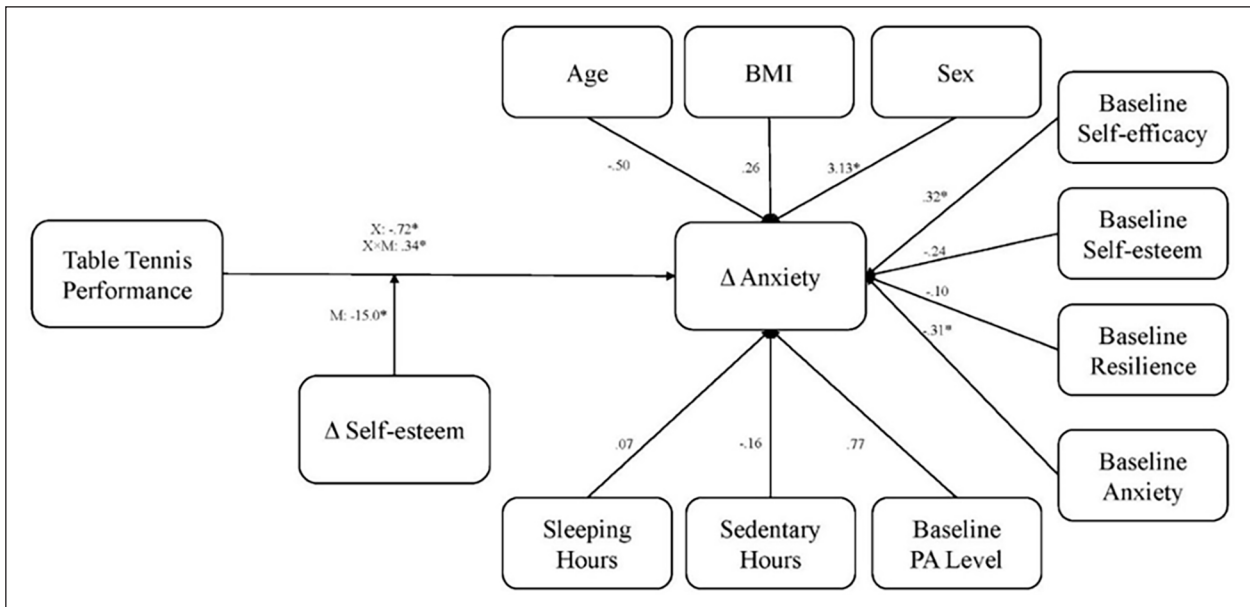 Age
BMI
Sex
Baseline
Self-efficacy
-.50
.26
3.13*
.32*
Baseline
Self-esteem
Table Tennis
Performance
X: -.72*
X×M: .34*
Δ Anxiety
-.24
-.10
-.31*
M: -15.0*
Baseline
Resilience
Δ Self-esteem
.07
-.16
.77
Baseline
Anxiety
Sleeping
Hours
Sedentary
Hours
Baseline
PA Level